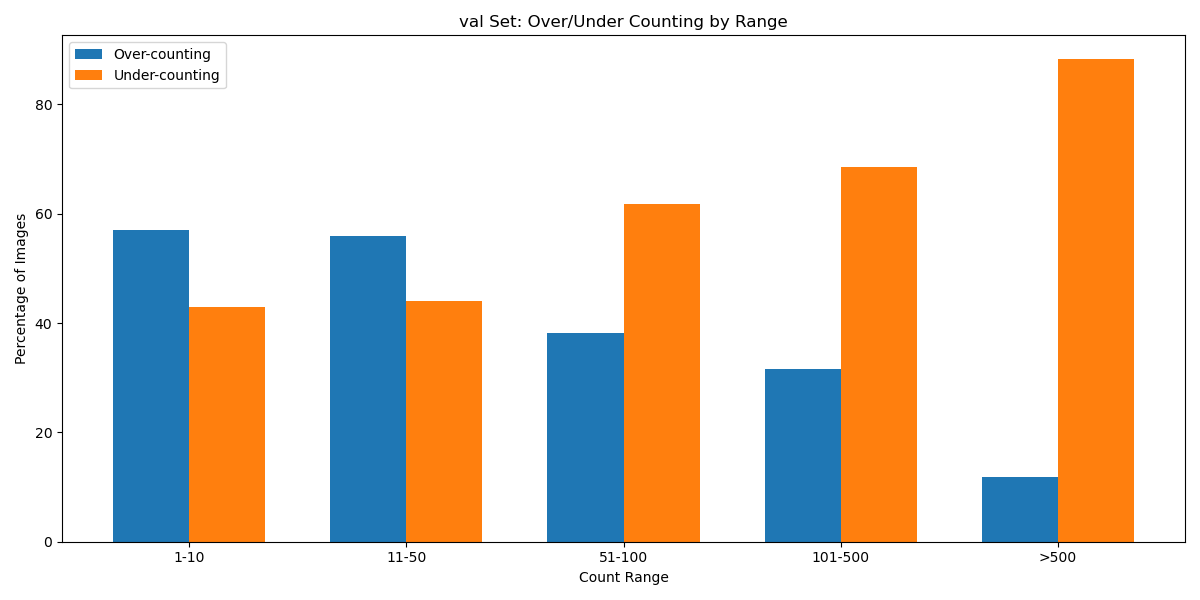 val Set: Over/Under Counting by Range
Over-counting
Under-counting
Percentage of Images
80
60
40
20
0
1-10
11-50
51-100
101-500
>500
Count Range